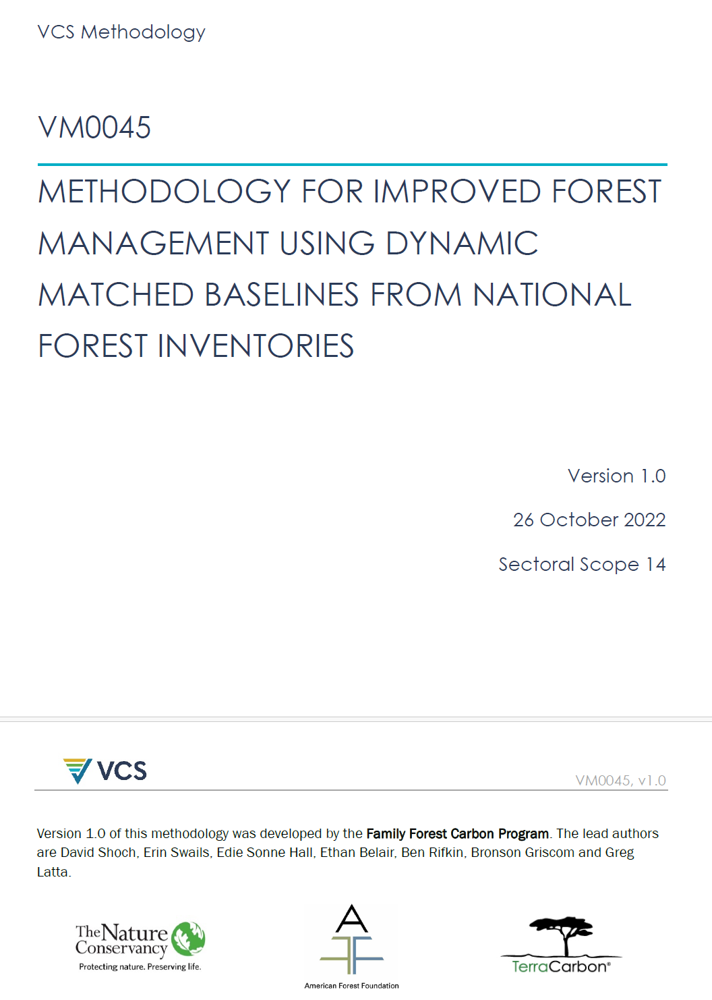 VCS Methodology
VM0045
METHODOLOGY FOR IMPROVED FOREST
MANAGEMENT USING DYNAMIC
MATCHED BASELINES FROM NATIONAL
FOREST INVENTORIES
Version 1.0
26 October 2022
Sectoral Scope 14
VCS
VM0045, v1.0
Version 1.0 of this methodology was developed by the Family Forest Carbon Program. The lead authors
are David Shoch, Erin Swails, Edie Sonne Hall, Ethan Belair, Ben Rifkin, Bronson Griscom and Greg
Latta.
The Nature
Conservancy
Protecting nature. Preserving life.
AFF
American Forest Foundation
TerraCarbon®